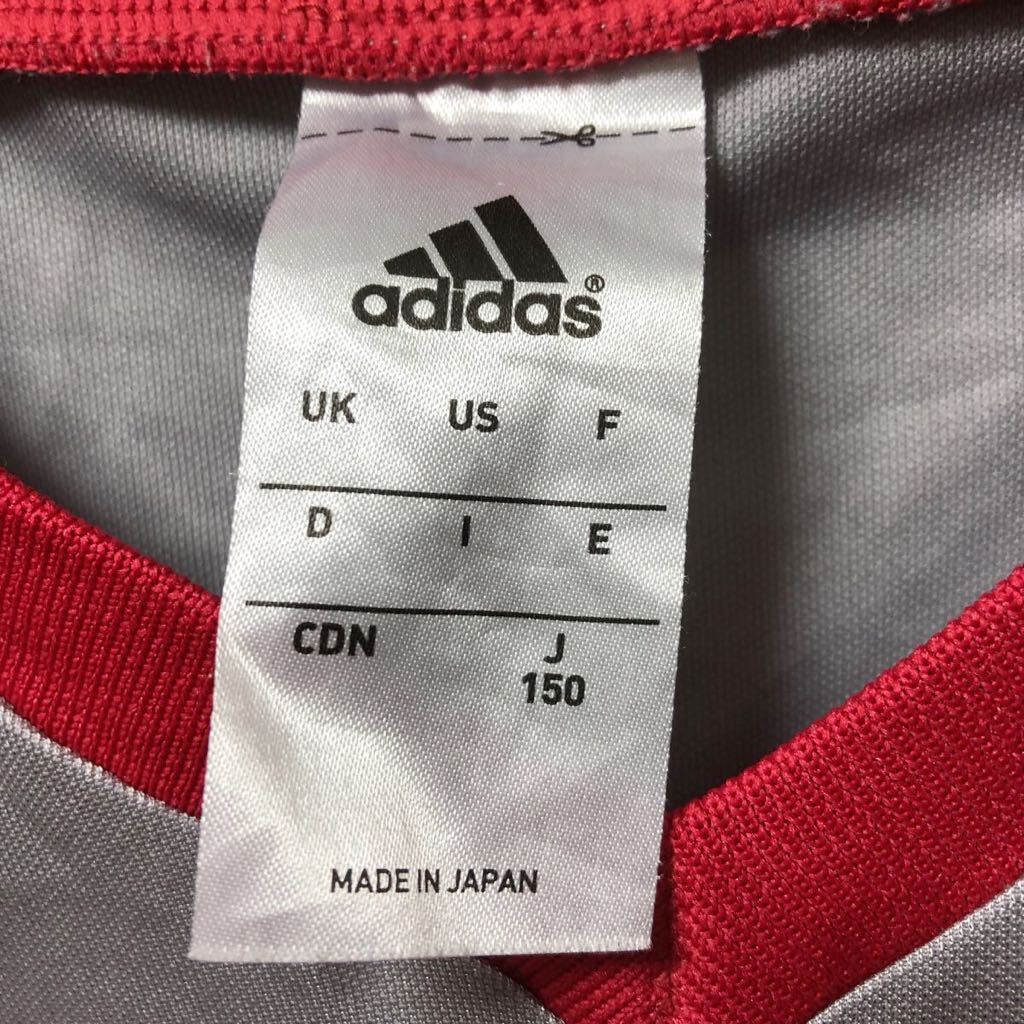 adidas®
UK US F
D I E
CDN J
150
MADE IN JAPAN